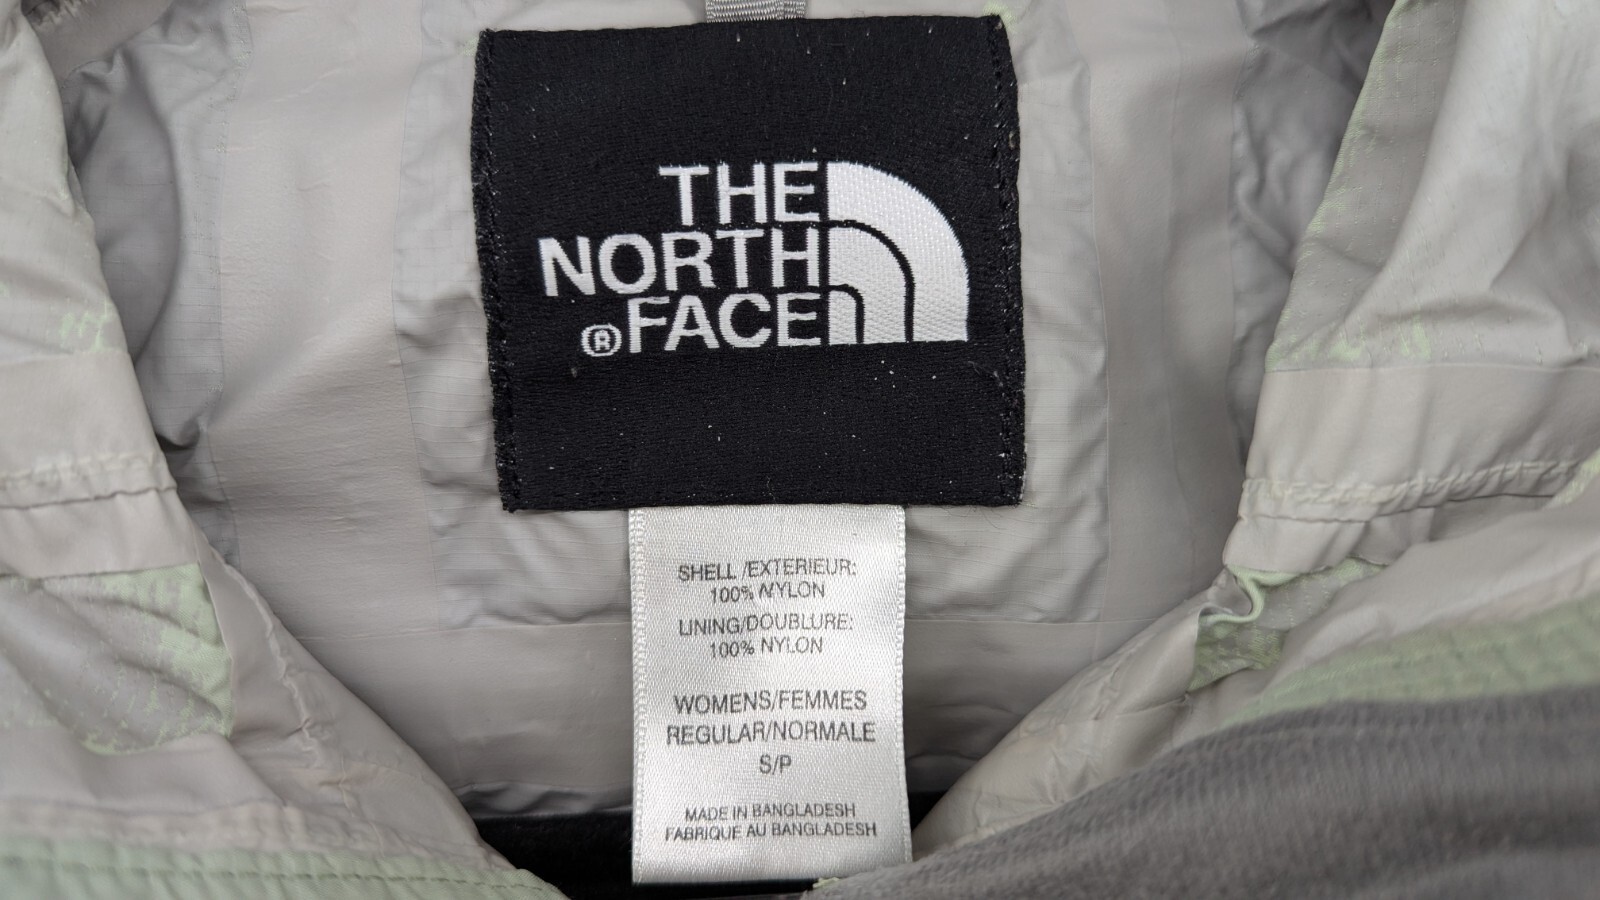 THE
NORTH
®FACE
SHELL /EXTERIEUR:
100% NYLON
LINING/DOUBLURE:
100% NYLON
WOMENS/FEMMES
REGULAR/NORMALE
S/P
MADE IN BANGLADESH
FABRIQUE AU BANGLADESH